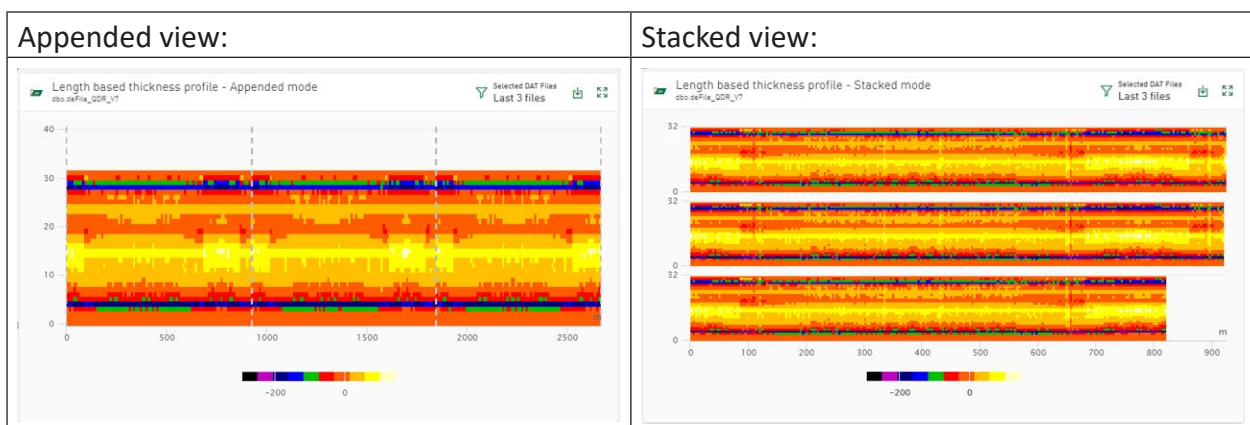 Appended view:
Stacked view:
Length based thickness profile - Appended mode
dbo.deFile_QDR_V7
Selected DAT Files
Last 3 files
40
30
20
10
0
m
0 500 1000 1500 2000 2500
-200 0
Length based thickness profile - Stacked mode
dbo.deFile_QDR_V7
Selected DAT Files
Last 3 files
32
0
32
0
32
0
m
0 100 200 300 400 500 600 700 800 900
-200 0